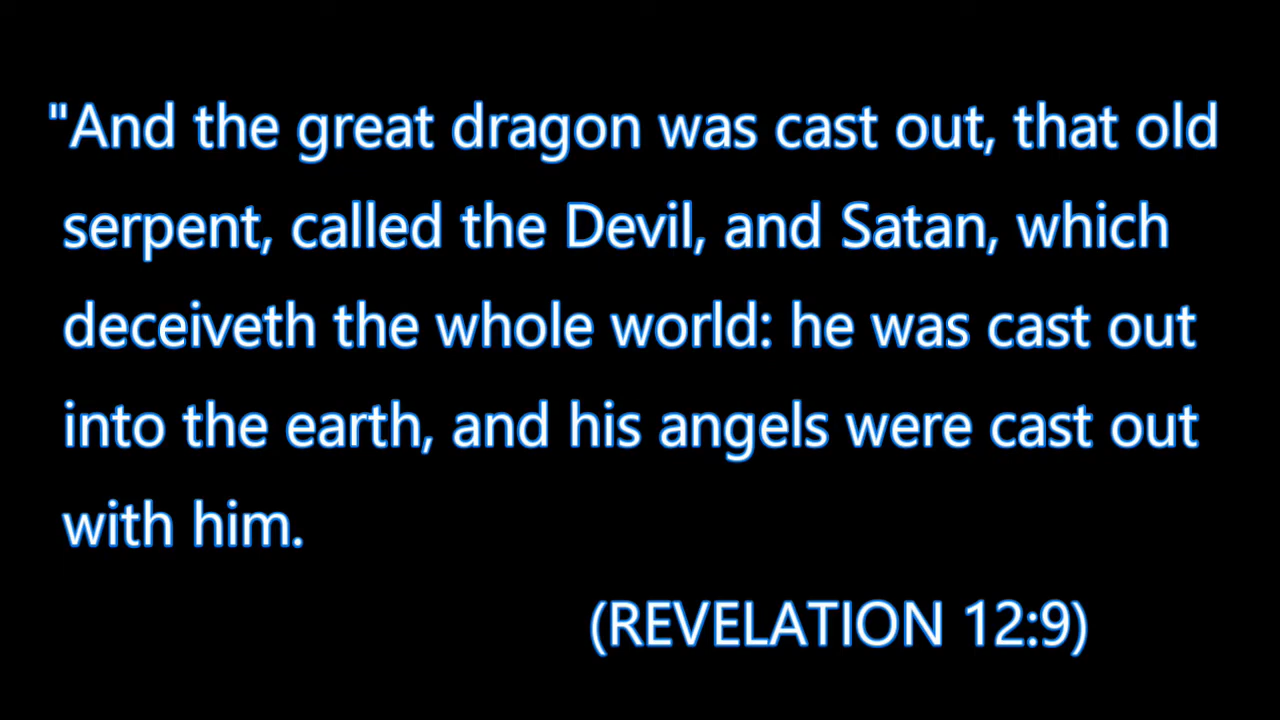 "And the great dragon was cast out, that old
serpent, called the Devil, and Satan, which
deceiveth the whole world: he was cast out
into the earth, and his angels were cast out
with him.
(REVELATION 12:9)